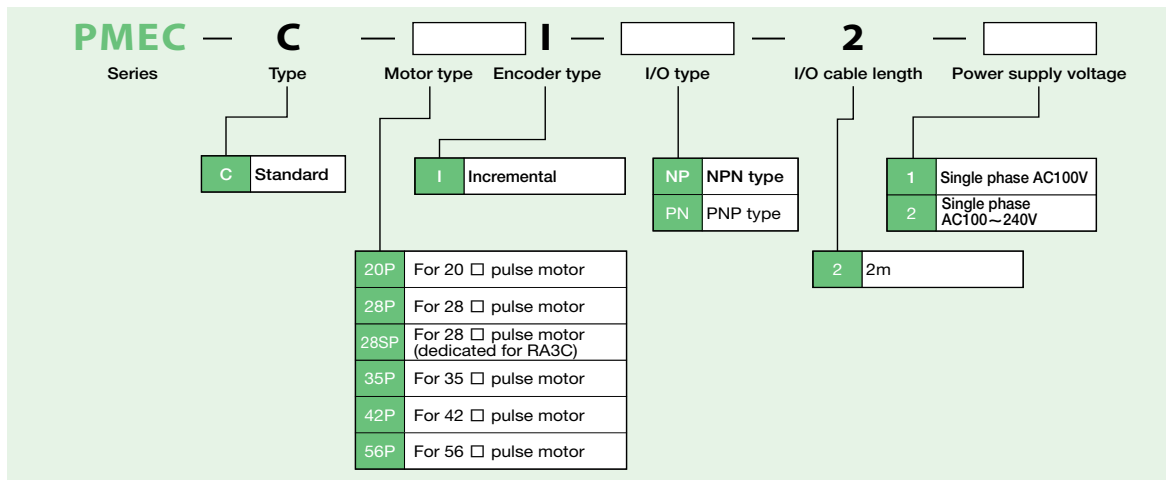 PMEC — C — □ I — □ — 2 — □
Series Type Motor type Encoder type I/O type I/O cable length Power supply voltage
C Standard
I Incremental
NP NPN type
PN PNP type
1 Single phase AC100V
2 Single phase
AC100~240V
20P For 20 □ pulse motor
28P For 28 □ pulse motor
28SP For 28 □ pulse motor
(dedicated for RA3C)
35P For 35 □ pulse motor
42P For 42 □ pulse motor
56P For 56 □ pulse motor
2 2m